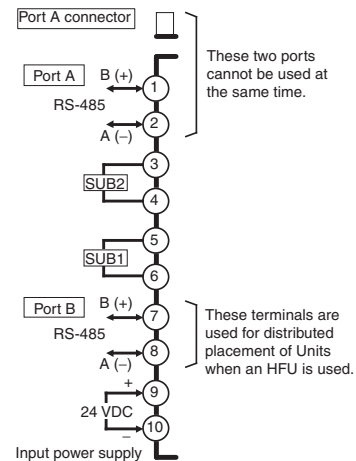 Port A connector
These two ports
cannot be used at
the same time.
Port A
B (+)
1
RS-485
2
A (−)
3
SUB2
4
5
SUB1
6
Port B
B (+)
7
These terminals are
used for distributed
placement of Units
when an HFU is used.
RS-485
8
A (−)
+
9
24 VDC
−
10
Input power supply